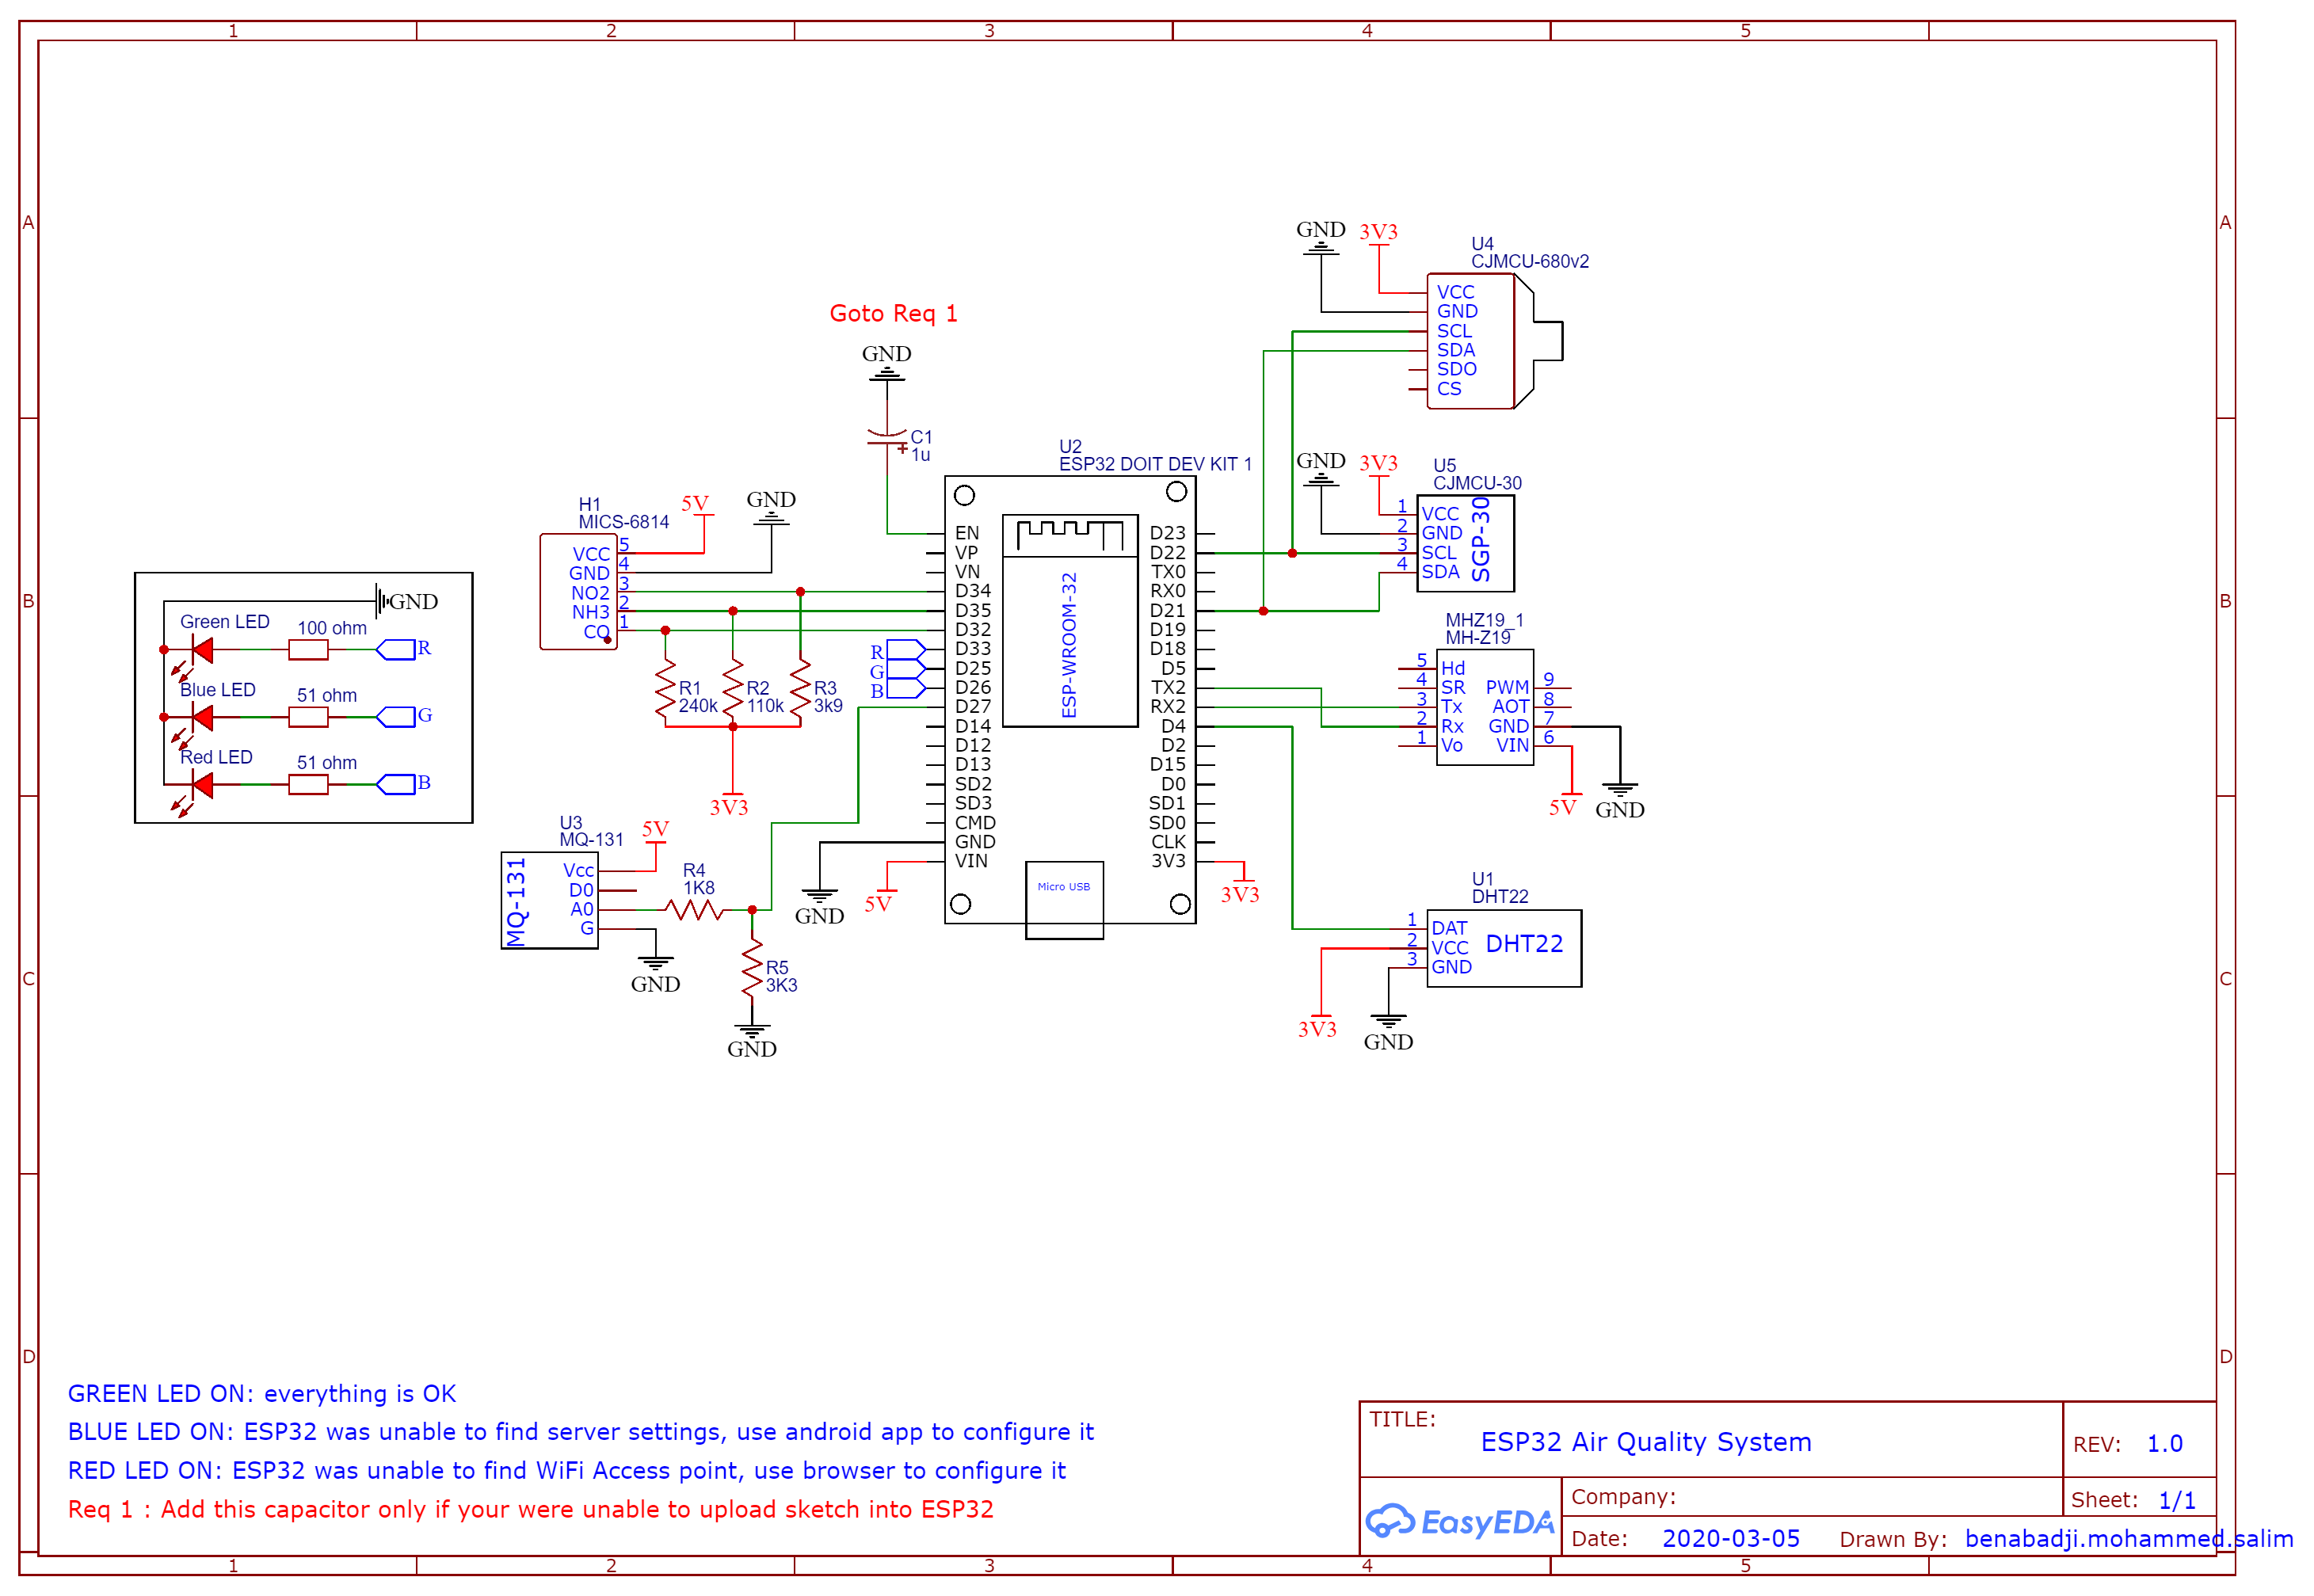 1 2 3 4 5
A A
B B
C C
D D
1 2 3 4 5
GND 3V3
U4
CJMCU-680v2
VCC
GND
SCL
SDA
SDO
CS
Goto Req 1
GND
C1
1u
U2
ESP32 DOIT DEV KIT 1
EN
VP
VN
D34
D35
D32
D33
D25
D26
D27
D14
D12
D13
SD2
SD3
CMD
GND
VIN
D23
D22
TX0
RX0
D21
D19
D18
D5
TX2
RX2
D4
D2
D15
D0
SD1
SD0
CLK
3V3
ESP-WROOM-32
Micro USB
R
G
B
GND
5V
3V3
GND 3V3
U5
CJMCU-30
1 VCC
2 GND
3 SCL
4 SDA
SGP-30
MHZ19_1
MH-Z19
5 Hd
4 SR PWM 9
3 Tx AOT 8
2 Rx GND 7
1 Vo VIN 6
5V
GND
U1
DHT22
1 DAT
2 VCC
3 GND
DHT22
3V3
GND
H1
MICS-6814
5V
GND
VCC 5
GND 4
NO2 3
NH3 2
CO 1
R1
240k
R2
110k
R3
3k9
3V3
GND
Green LED 100 ohm R
Blue LED 51 ohm G
Red LED 51 ohm B
U3
MQ-131
5V
MQ-131
Vcc
D0
A0
G
R4
1K8
GND
R5
3K3
GND
GREEN LED ON: everything is OK
BLUE LED ON: ESP32 was unable to find server settings, use android app to configure it
RED LED ON: ESP32 was unable to find WiFi Access point, use browser to configure it
Req 1 : Add this capacitor only if your were unable to upload sketch into ESP32
TITLE:
ESP32 Air Quality System
REV: 1.0
EasyEDA
Company:
Sheet: 1/1
Date: 2020-03-05 Drawn By: benabadji.mohammed.salim